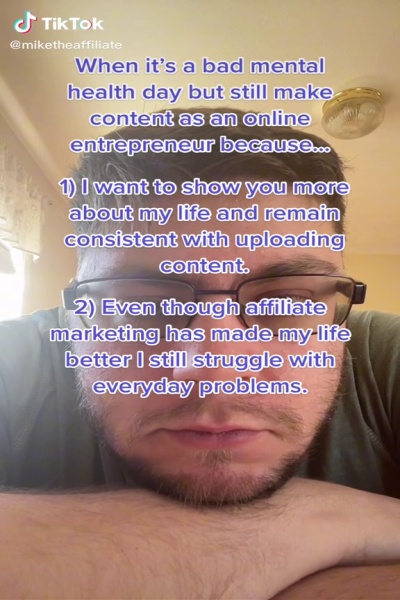 TikTok
@miketheaffiliate
When it's a bad mental
health day but still make
content as an online
entrepreneur because...
1) I want to show you more
about my life and remain
consistent with uploading
content.
2) Even though affiliate
marketing has made my life
better I still struggle with
everyday problems.